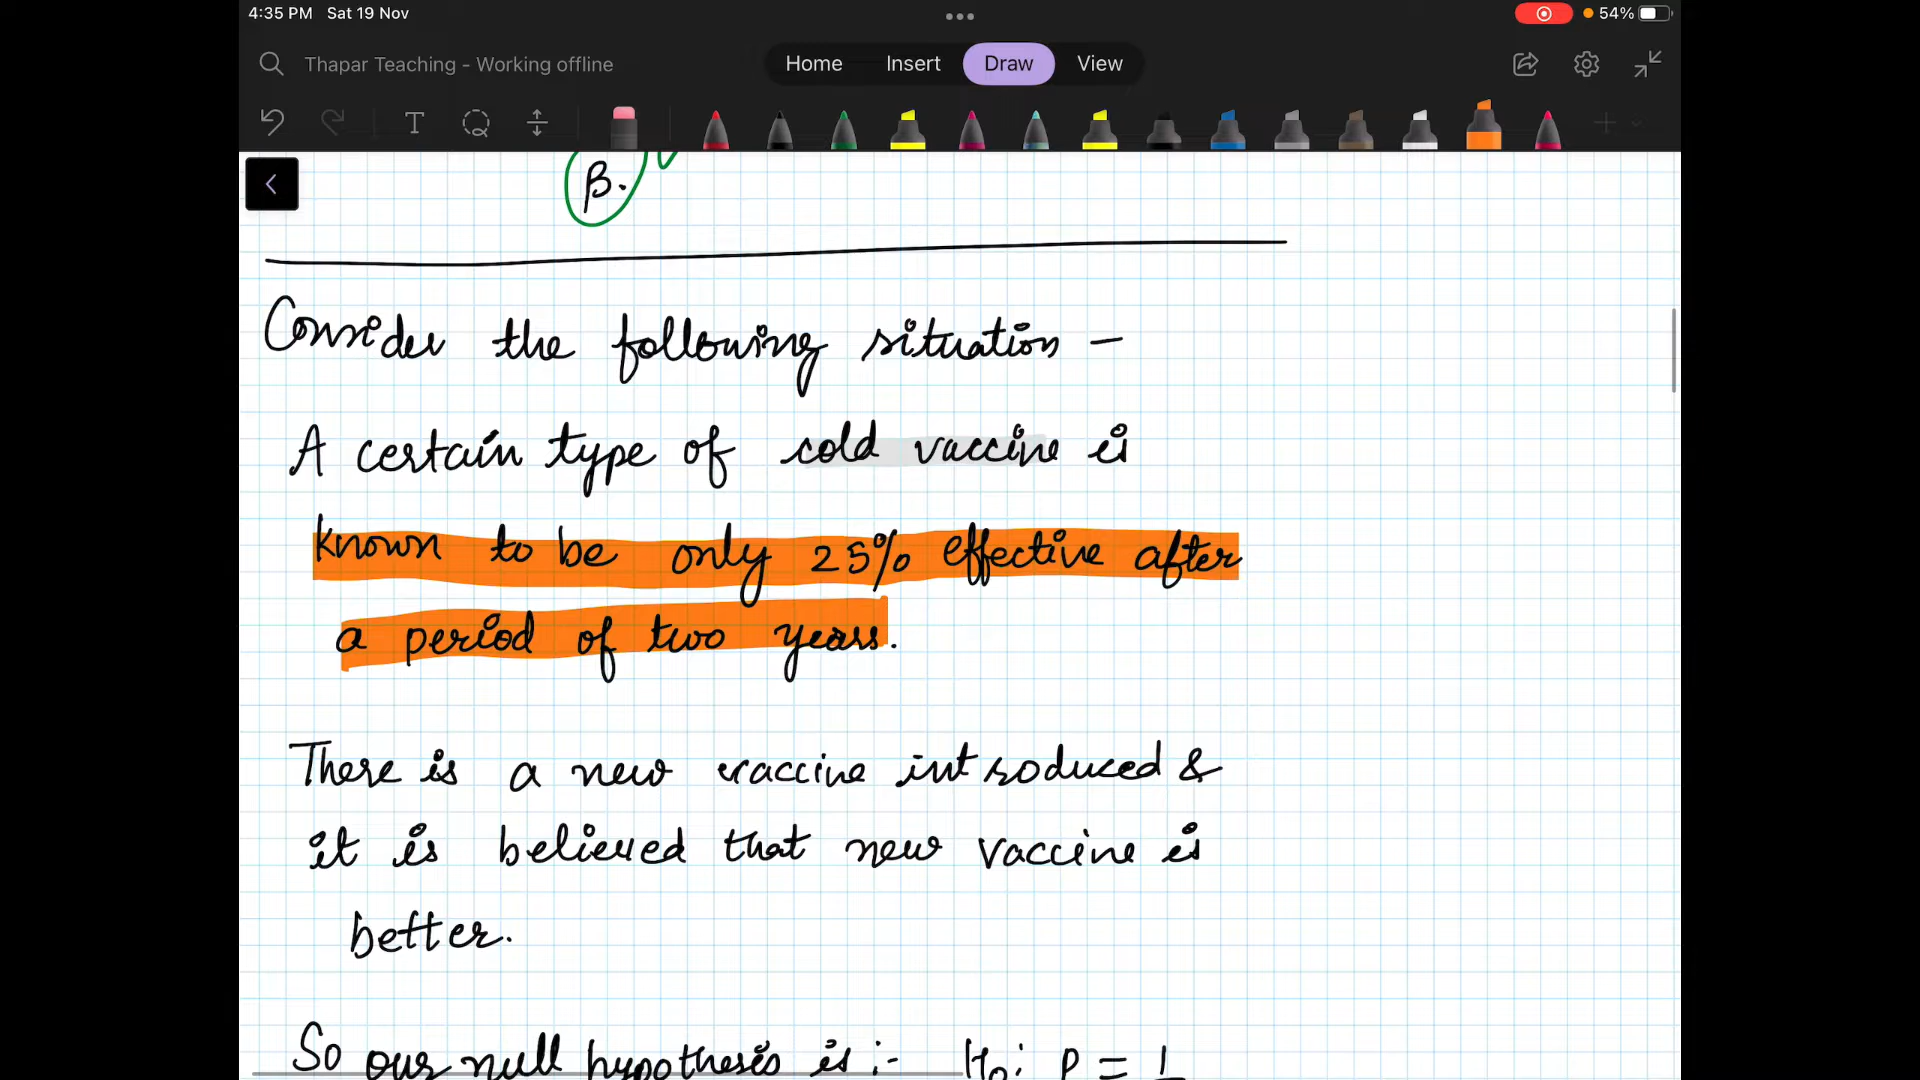 4:35 PM Sat 19 Nov
54%
Thapar Teaching - Working offline
Home Insert Draw View
T
β.
Consider the following situation -
A certain type of cold vaccine is
known to be only 25% effective after
a period of two years.
There is a new vaccine introduced &
it is believed that new vaccine is
better.
So our null hypothesis is :- H₀: p = 1